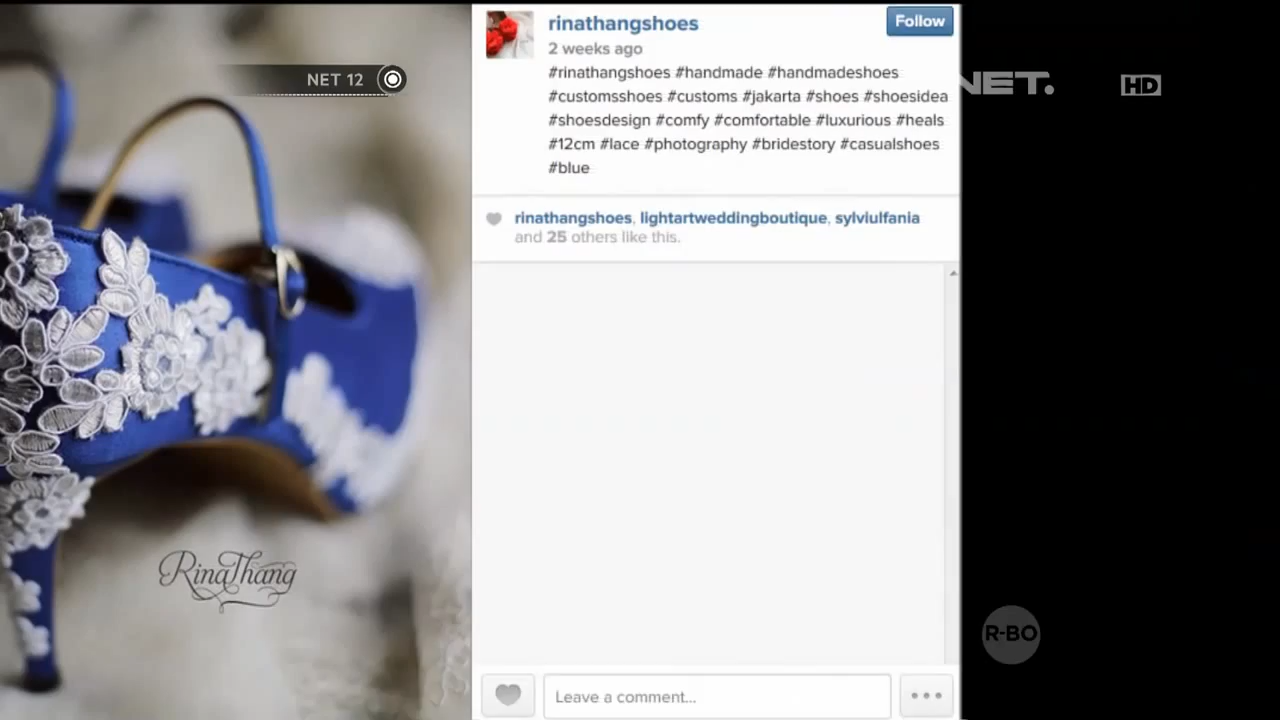 rinathangshoes
Follow
2 weeks ago
#rinathangshoes #handmade #handmadeshoes
#customsshoes #customs #jakarta #shoes #shoesidea
#shoesdesign #comfy #comfortable #luxurious #heals
#12cm #lace #photography #bridestory #casualshoes
#blue
rinathangshoes, lightartweddingboutique, sylviulfania
and 25 others like this.
Leave a comment...
NET 12
NET.
HD
RinaThang
R-BO